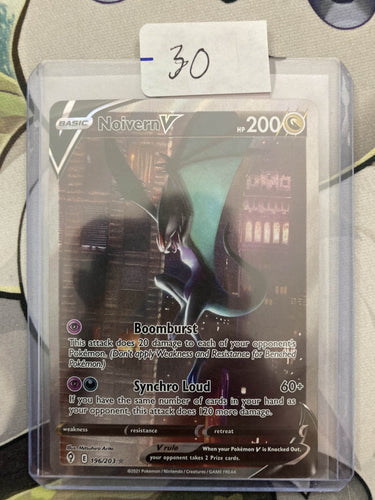 30
BASIC Noivern V HP 200
Boomburst
This attack does 20 damage to each of your opponent's
Pokémon. (Don't apply Weakness and Resistance for Benched
Pokémon.)
Synchro Loud 60+
If you have the same number of cards in your hand as
your opponent, this attack does 120 more damage.
weakness resistance retreat
Illus. Mitsuhiro Arita
E 196/203
V rule When your Pokémon V is Knocked Out,
your opponent takes 2 Prize cards.
©2021 Pokémon / Nintendo / Creatures / GAME FREAK